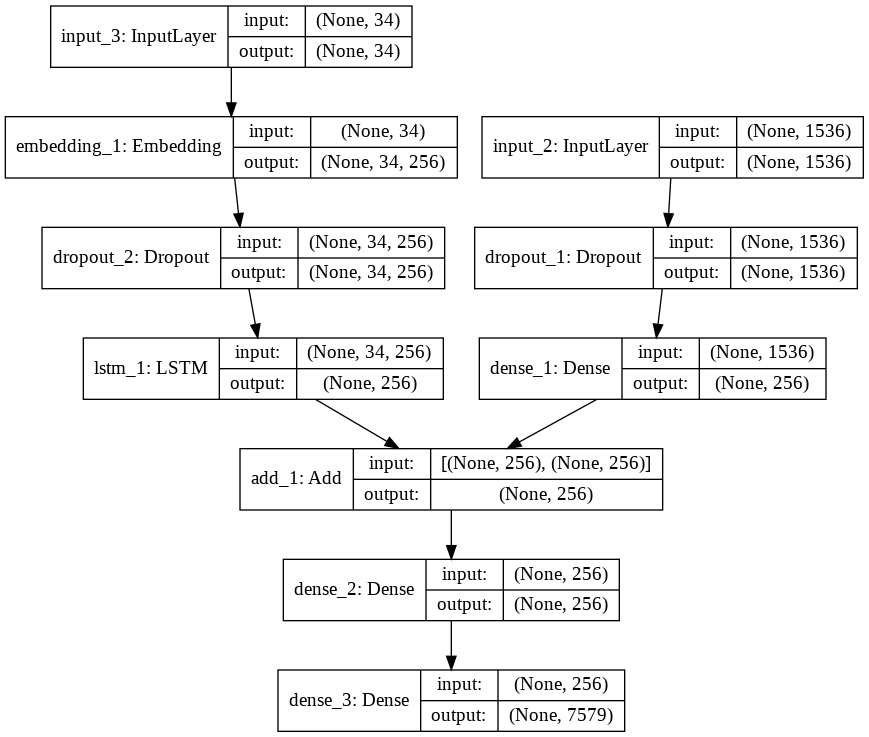 input_3: InputLayer
input: (None, 34)
output: (None, 34)
embedding_1: Embedding
input: (None, 34)
output: (None, 34, 256)
input_2: InputLayer
input: (None, 1536)
output: (None, 1536)
dropout_2: Dropout
input: (None, 34, 256)
output: (None, 34, 256)
dropout_1: Dropout
input: (None, 1536)
output: (None, 1536)
lstm_1: LSTM
input: (None, 34, 256)
output: (None, 256)
dense_1: Dense
input: (None, 1536)
output: (None, 256)
add_1: Add
input: [(None, 256), (None, 256)]
output: (None, 256)
dense_2: Dense
input: (None, 256)
output: (None, 256)
dense_3: Dense
input: (None, 256)
output: (None, 7579)